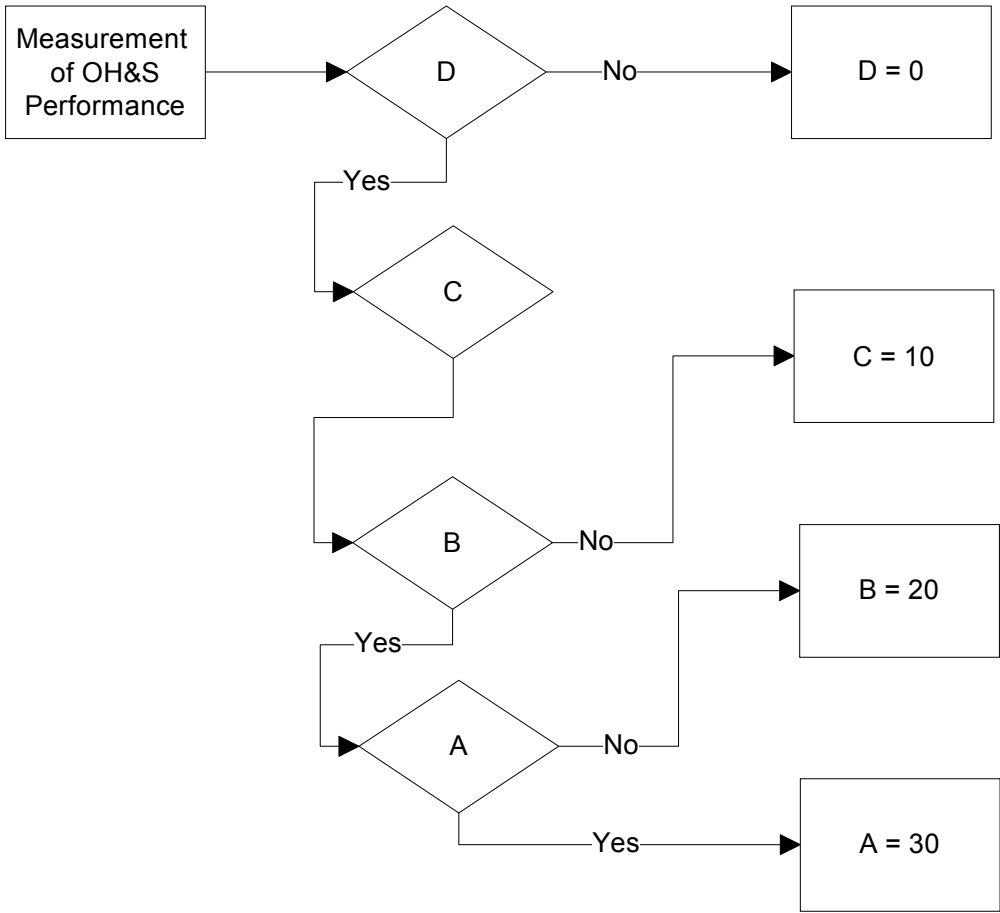 Measurement
of OH&S
Performance
D
No
D = 0
Yes
C
C = 10
B
No
B = 20
Yes
A
No
Yes
A = 30